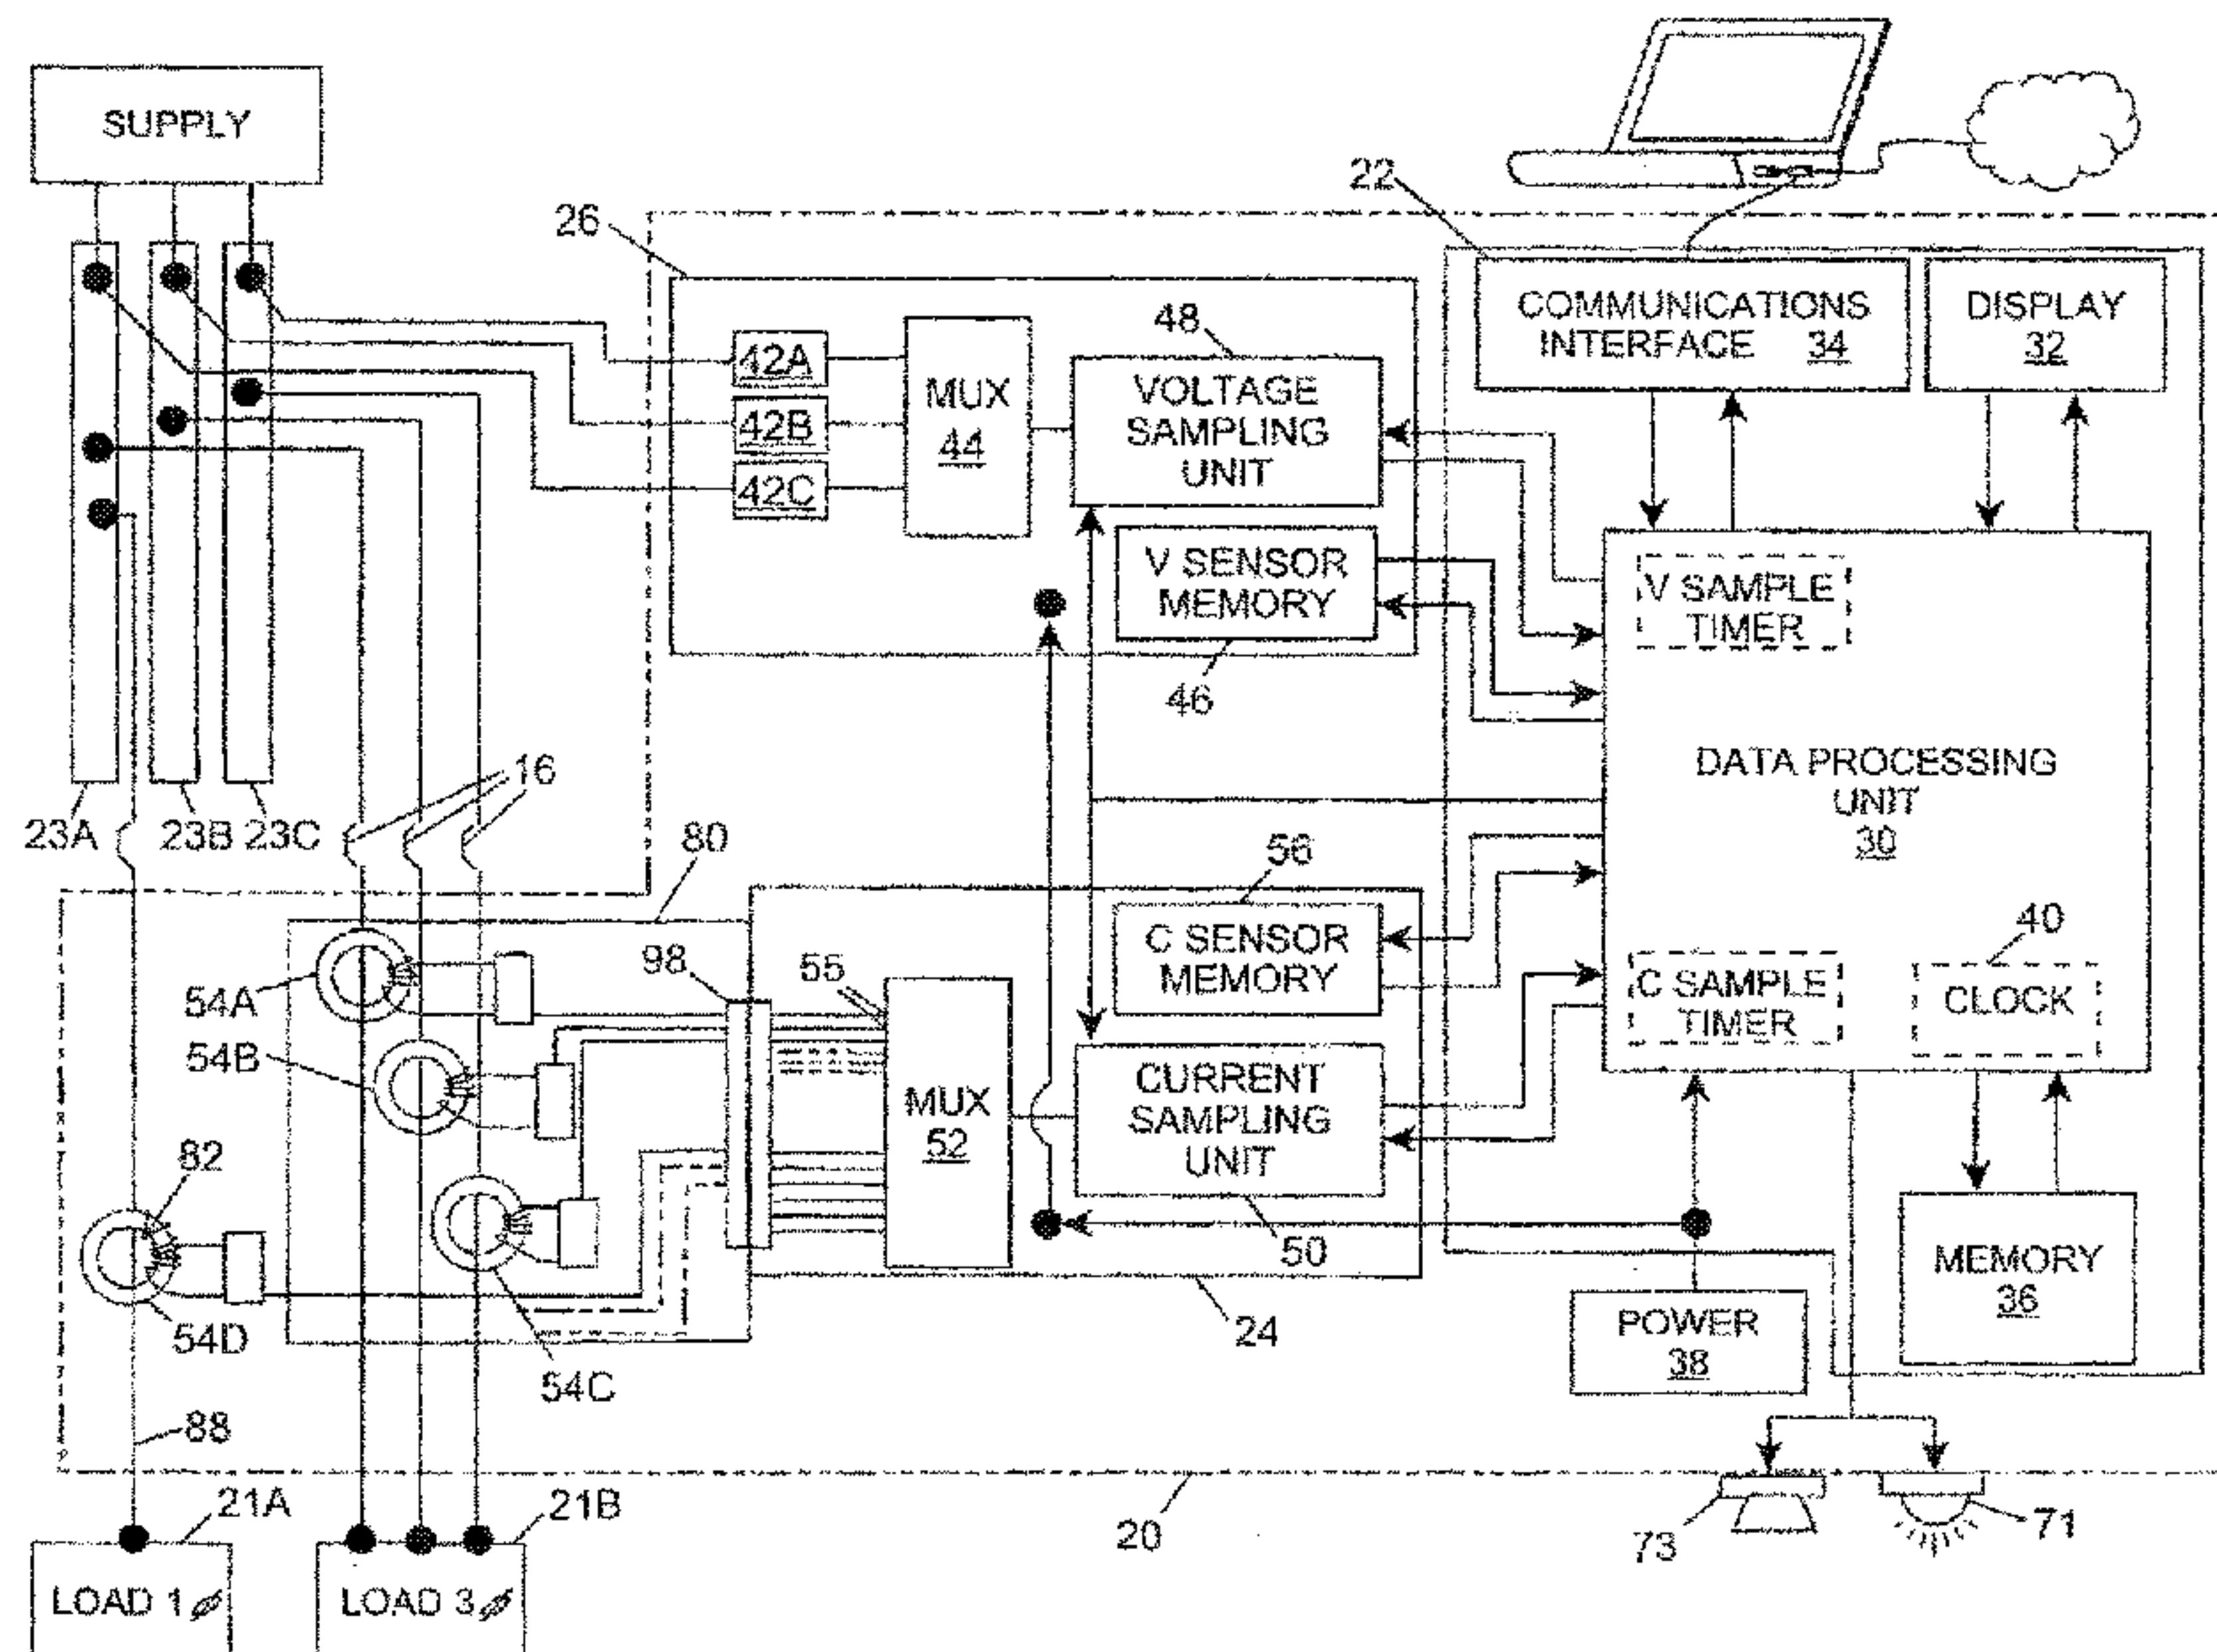 SUPPLY
22
26
COMMUNICATIONS
INTERFACE 34
DISPLAY
32
48
42A
42B
42C
MUX
44
VOLTAGE
SAMPLING
UNIT
V SENSOR
MEMORY
46
V SAMPLE
TIMER
DATA PROCESSING
UNIT
30
16
23A
23B
23C
80
56
C SENSOR
MEMORY
40
C SAMPLE
TIMER
CLOCK
98
55
54A
54B
MUX
52
CURRENT
SAMPLING
UNIT
50
82
54D
54C
24
POWER
38
MEMORY
36
88
21A
21B
20
73
71
LOAD 1ϕ
LOAD 3ϕ